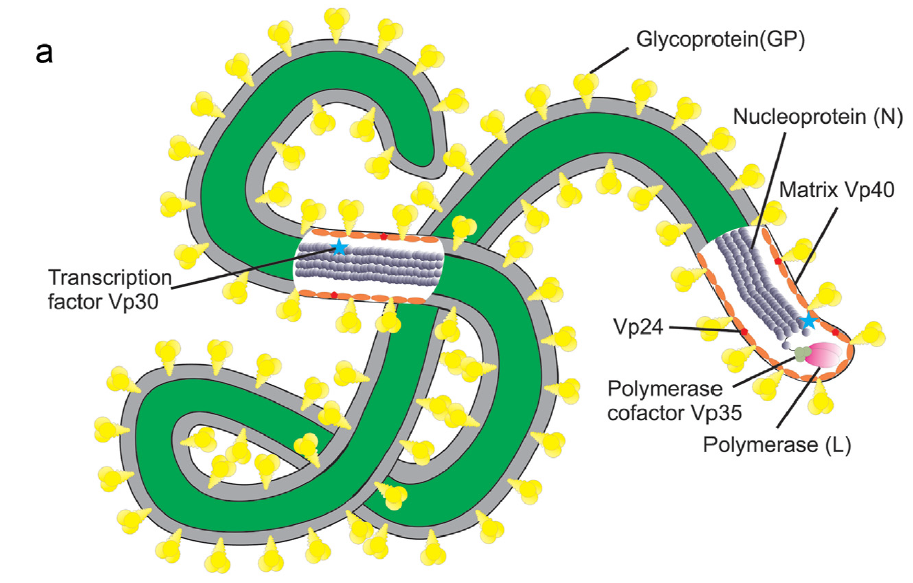 a
Glycoprotein(GP)
Nucleoprotein (N)
Matrix Vp40
Transcription
factor Vp30
Vp24
Polymerase
cofactor Vp35
Polymerase (L)